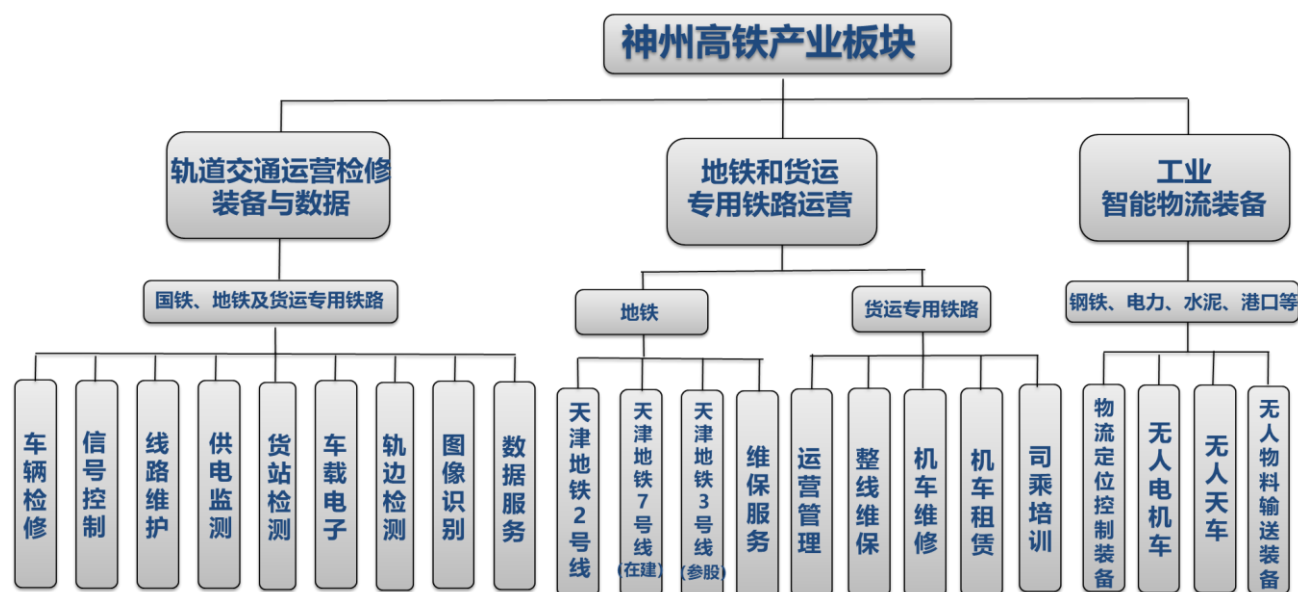 神州高铁产业板块
轨道交通运营检修
装备与数据
地铁和货运
专用铁路运营
工业
智能物流装备
国铁、地铁及货运专用铁路
地铁
货运专用铁路
钢铁、电力、水泥、港口等
车辆检修
信号控制
线路维护
供电监测
货站检测
车载电子
轨边检测
图像识别
数据服务
天津地铁2号线
天津地铁7号线(在建)
天津地铁3号线(参股)
维保服务
运营管理
整线维保
机车维修
机车租赁
司乘培训
物流定位控制装备
无人电机车
无人天车
无人物料输送装备